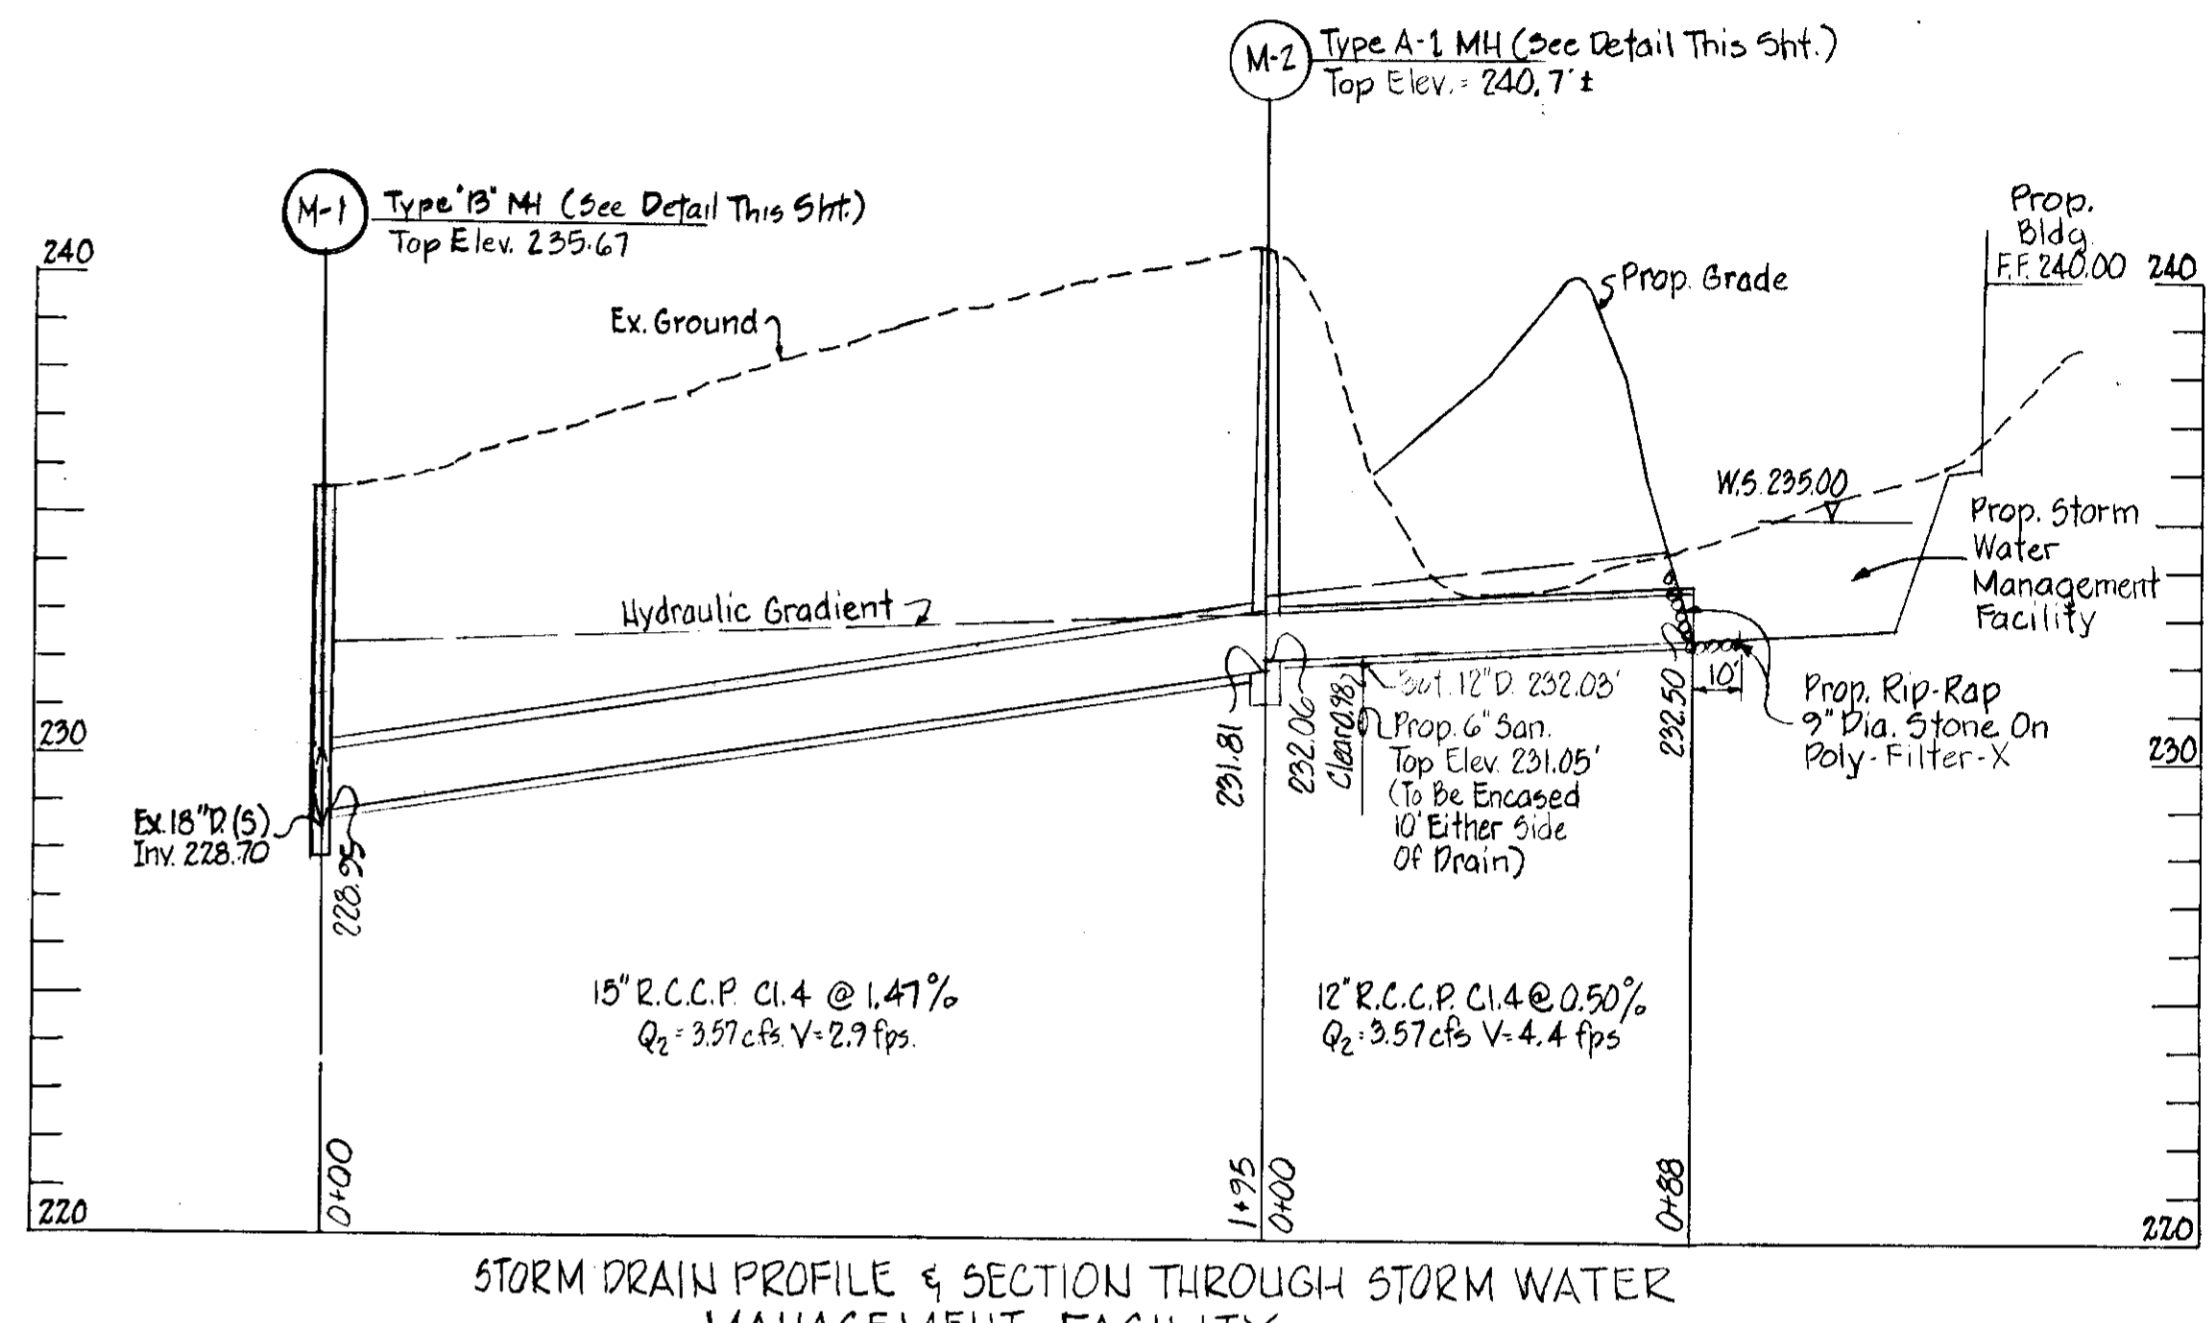 M-2 Type A-1 MH (See Detail This Sht.)
Top Elev. = 240.7' ±
M-1 Type "B" MH (See Detail This Sht.)
Top Elev. 235.67
Prop.
Bldg.
F.F. 240.00
240
240
Ex. Ground
Prop. Grade
W.S. 235.00
Prop. Storm
Water
Management
Facility
Hydraulic Gradient
231.81
232.06
Clear 0.98'
Bot. 12" D. 232.03'
Prop. 6" San.
Top Elev. 231.05'
(To Be Encased
10' Either Side
Of Drain)
232.50
10'
Prop. Rip-Rap
9" Dia. Stone On
Poly-Filter-X
230
230
Ex. 18" D. (S)
Inv. 228.70
228.95
15" R.C.C.P. Cl. 4 @ 1.47%
Q2 = 3.57 c.f.s. V = 2.9 fps.
12" R.C.C.P. Cl. 4 @ 0.50%
Q2 = 3.57 cfs V = 4.4 fps
0+00
1+95
0+00
0+88
220
220
STORM DRAIN PROFILE & SECTION THROUGH STORM WATER
MANAGEMENT FACILITY